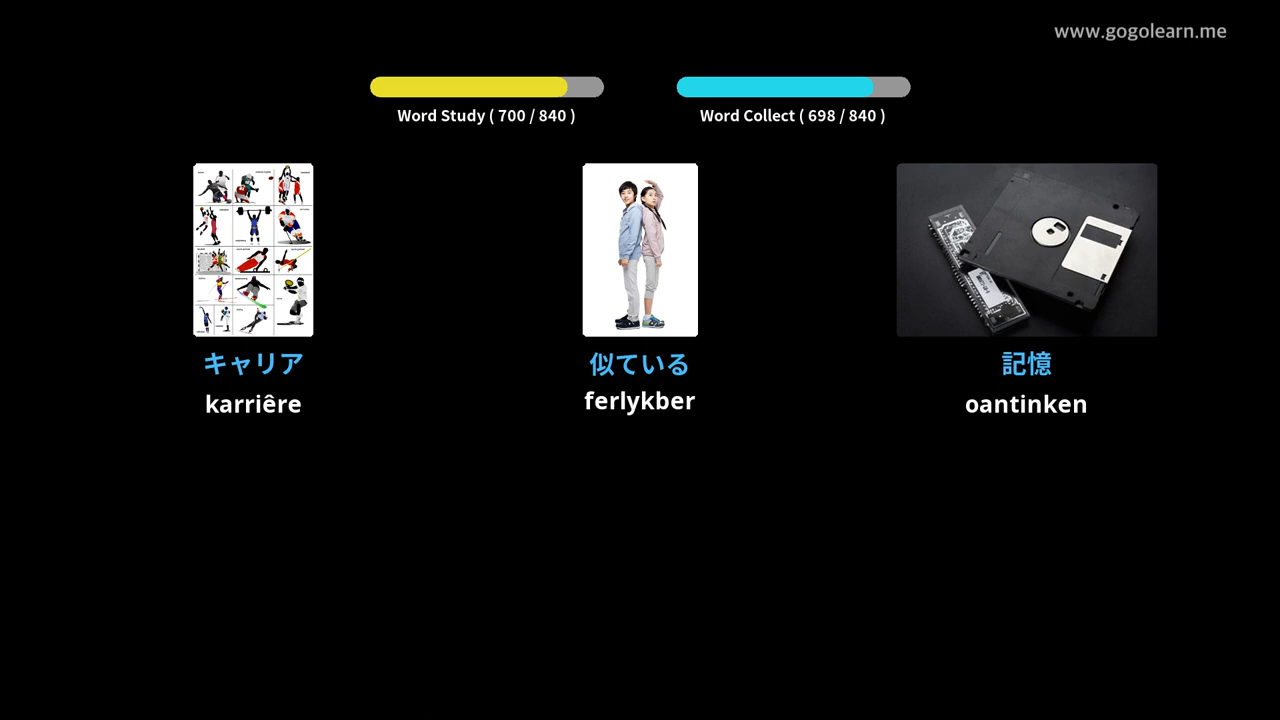 www.gogolearn.me
Word Study ( 700 / 840 )
Word Collect ( 698 / 840 )
キャリア
karriêre
似ている
ferlykber
記憶
oantinken